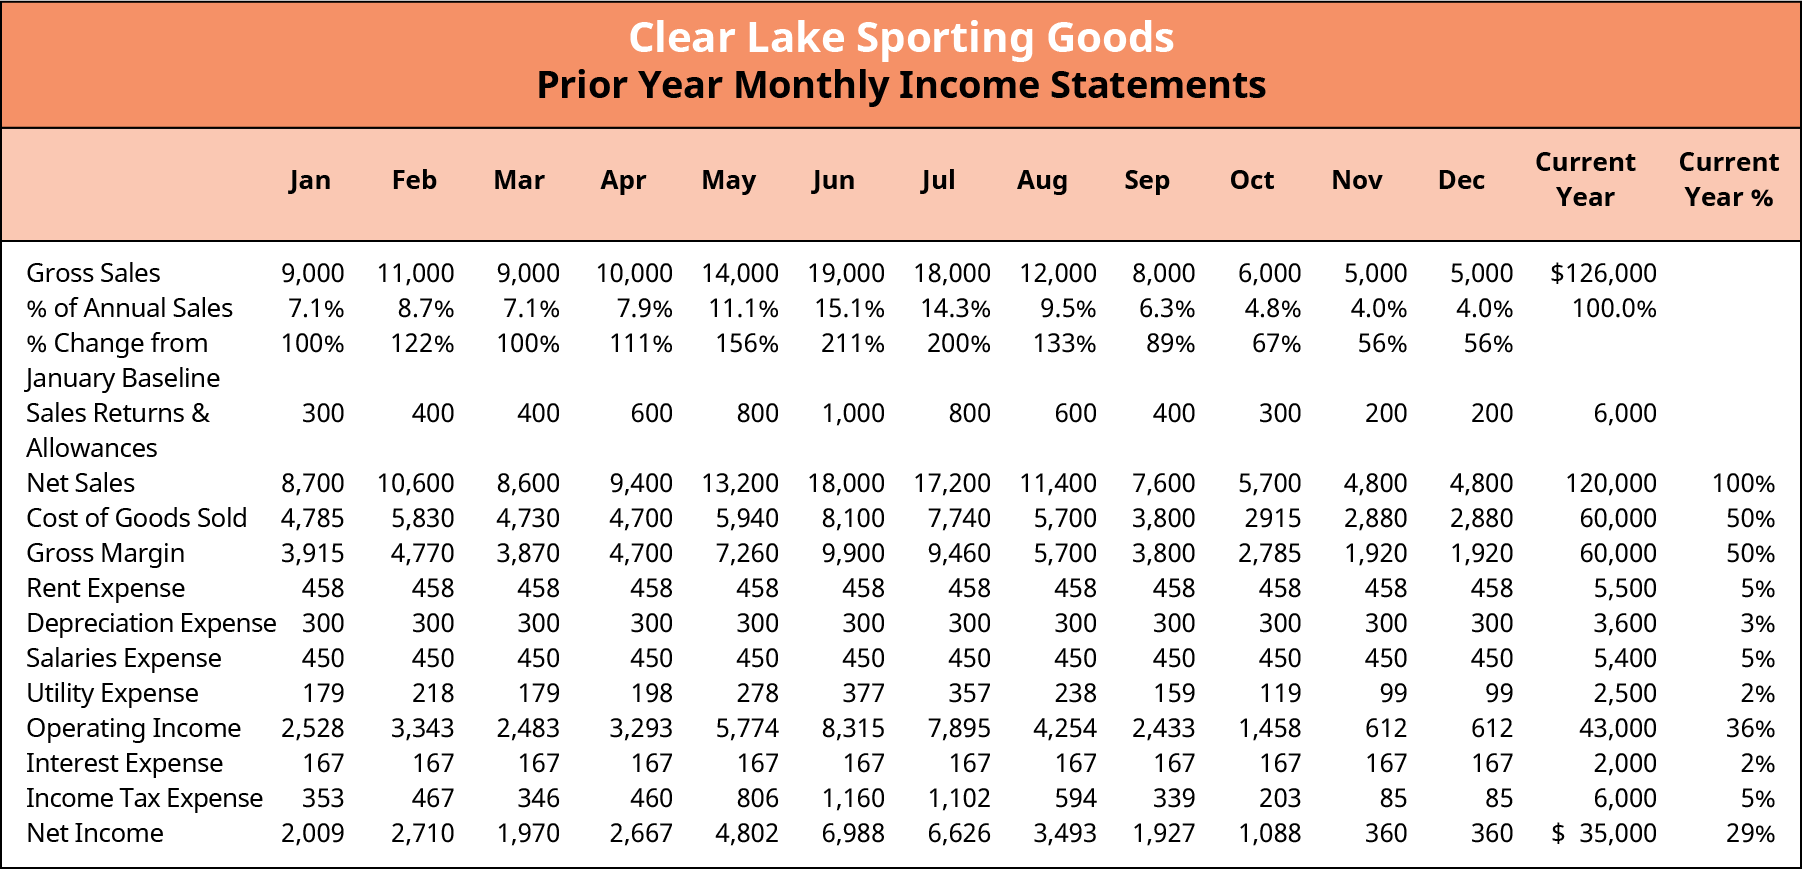 Clear Lake Sporting Goods
Prior Year Monthly Income Statements
Jan Feb Mar Apr May Jun Jul Aug Sep Oct Nov Dec Current Year Current Year %
Gross Sales 9,000 11,000 9,000 10,000 14,000 19,000 18,000 12,000 8,000 6,000 5,000 5,000 $126,000
% of Annual Sales 7.1% 8.7% 7.1% 7.9% 11.1% 15.1% 14.3% 9.5% 6.3% 4.8% 4.0% 4.0% 100.0%
% Change from 100% 122% 100% 111% 156% 211% 200% 133% 89% 67% 56% 56%
January Baseline
Sales Returns & 300 400 400 600 800 1,000 800 600 400 300 200 200 6,000
Allowances
Net Sales 8,700 10,600 8,600 9,400 13,200 18,000 17,200 11,400 7,600 5,700 4,800 4,800 120,000 100%
Cost of Goods Sold 4,785 5,830 4,730 4,700 5,940 8,100 7,740 5,700 3,800 2915 2,880 2,880 60,000 50%
Gross Margin 3,915 4,770 3,870 4,700 7,260 9,900 9,460 5,700 3,800 2,785 1,920 1,920 60,000 50%
Rent Expense 458 458 458 458 458 458 458 458 458 458 458 458 5,500 5%
Depreciation Expense 300 300 300 300 300 300 300 300 300 300 300 300 3,600 3%
Salaries Expense 450 450 450 450 450 450 450 450 450 450 450 450 5,400 5%
Utility Expense 179 218 179 198 278 377 357 238 159 119 99 99 2,500 2%
Operating Income 2,528 3,343 2,483 3,293 5,774 8,315 7,895 4,254 2,433 1,458 612 612 43,000 36%
Interest Expense 167 167 167 167 167 167 167 167 167 167 167 167 2,000 2%
Income Tax Expense 353 467 346 460 806 1,160 1,102 594 339 203 85 85 6,000 5%
Net Income 2,009 2,710 1,970 2,667 4,802 6,988 6,626 3,493 1,927 1,088 360 360 $ 35,000 29%